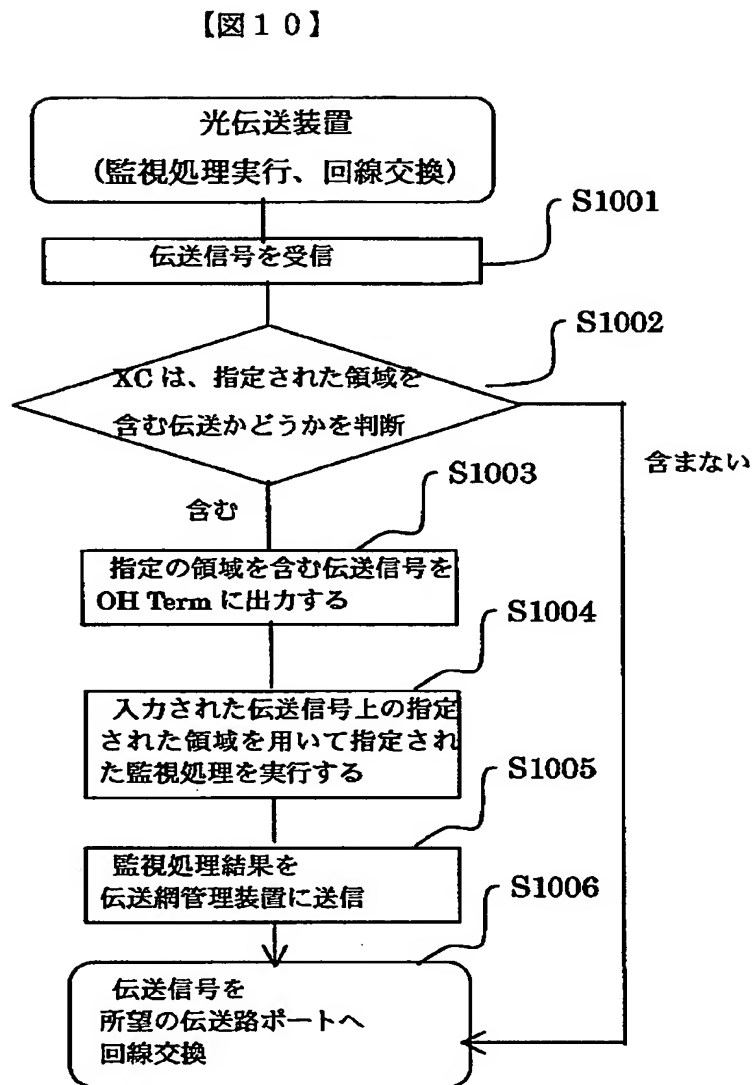 【図１０】
光伝送装置
(監視処理実行、回線交換)
S1001
伝送信号を受信
S1002
XC は、指定された領域を
含む伝送かどうかを判断
含まない
S1003
含む
指定の領域を含む伝送信号を
OH Term に出力する
S1004
入力された伝送信号上の指定
された領域を用いて指定され
た監視処理を実行する
S1005
監視処理結果を
伝送網管理装置に送信
S1006
伝送信号を
所望の伝送路ポートへ
回線交換